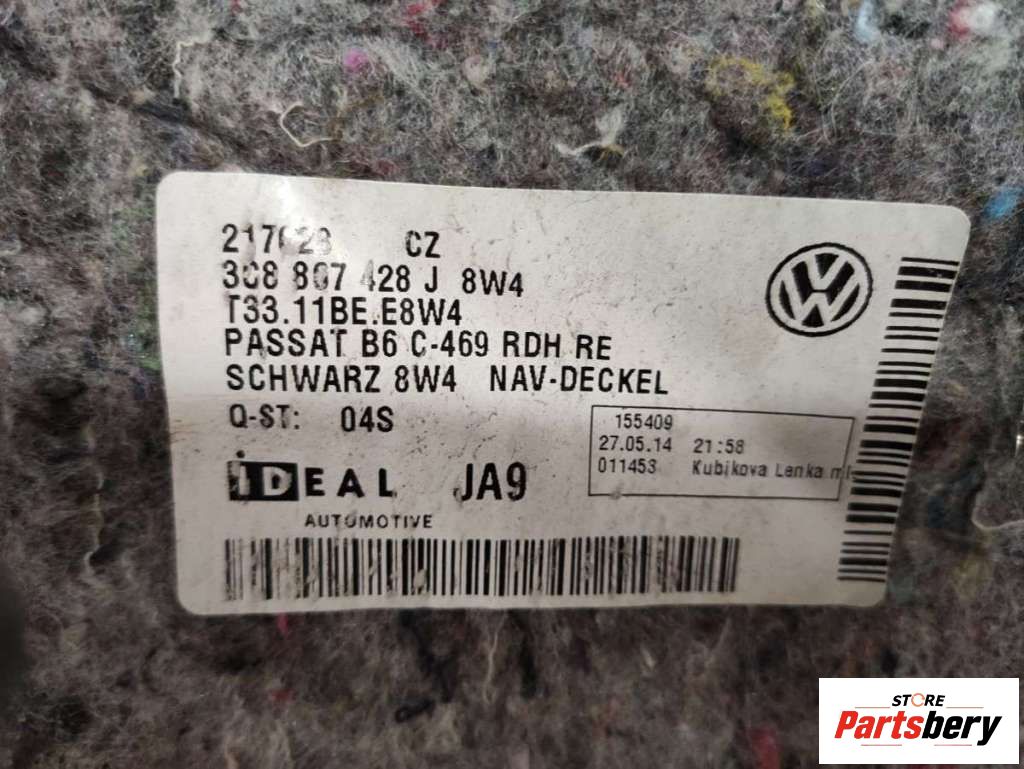 CZ
3C8 867 428 J 8W4
T33.11BE.E8W4
PASSAT B6 C-469 RDH RE
SCHWARZ 8W4 NAV-DECKEL
Q-ST: 04S
155409
27.05.14 21:58
011453 Kubikova Lenka ml
iDEAL JA9
AUTOMOTIVE
STORE
Partsbery